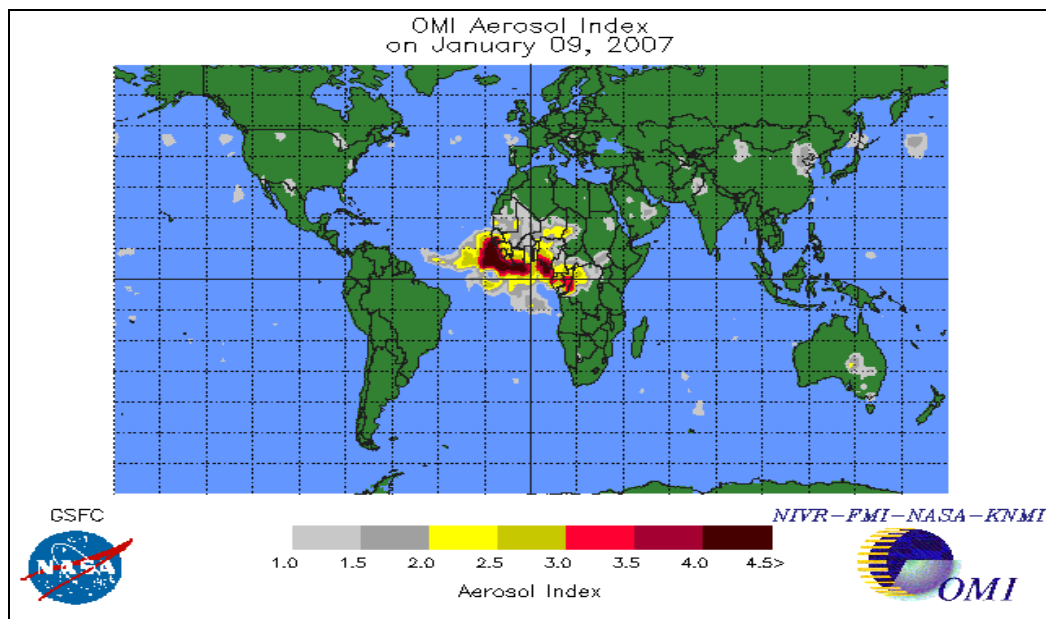 OMI Aerosol Index
on January 09, 2007
GSFC
NASA
1.0 1.5 2.0 2.5 3.0 3.5 4.0 4.5>
Aerosol Index
NIVR-FMI-NASA-KNMI
OMI